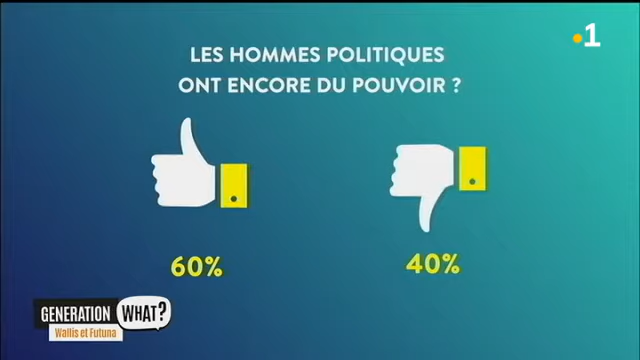 1
LES HOMMES POLITIQUES
ONT ENCORE DU POUVOIR ?
60%
40%
GENERATION WHAT?
Wallis et Futuna